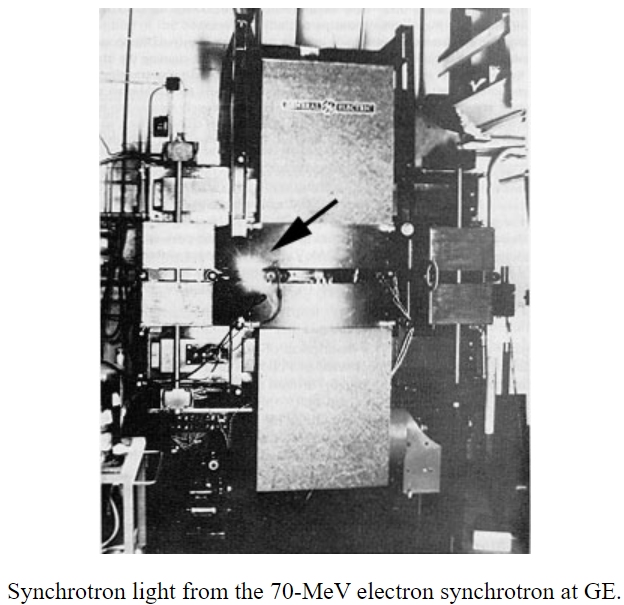 GENERAL ELECTRIC
Synchrotron light from the 70-MeV electron synchrotron at GE.